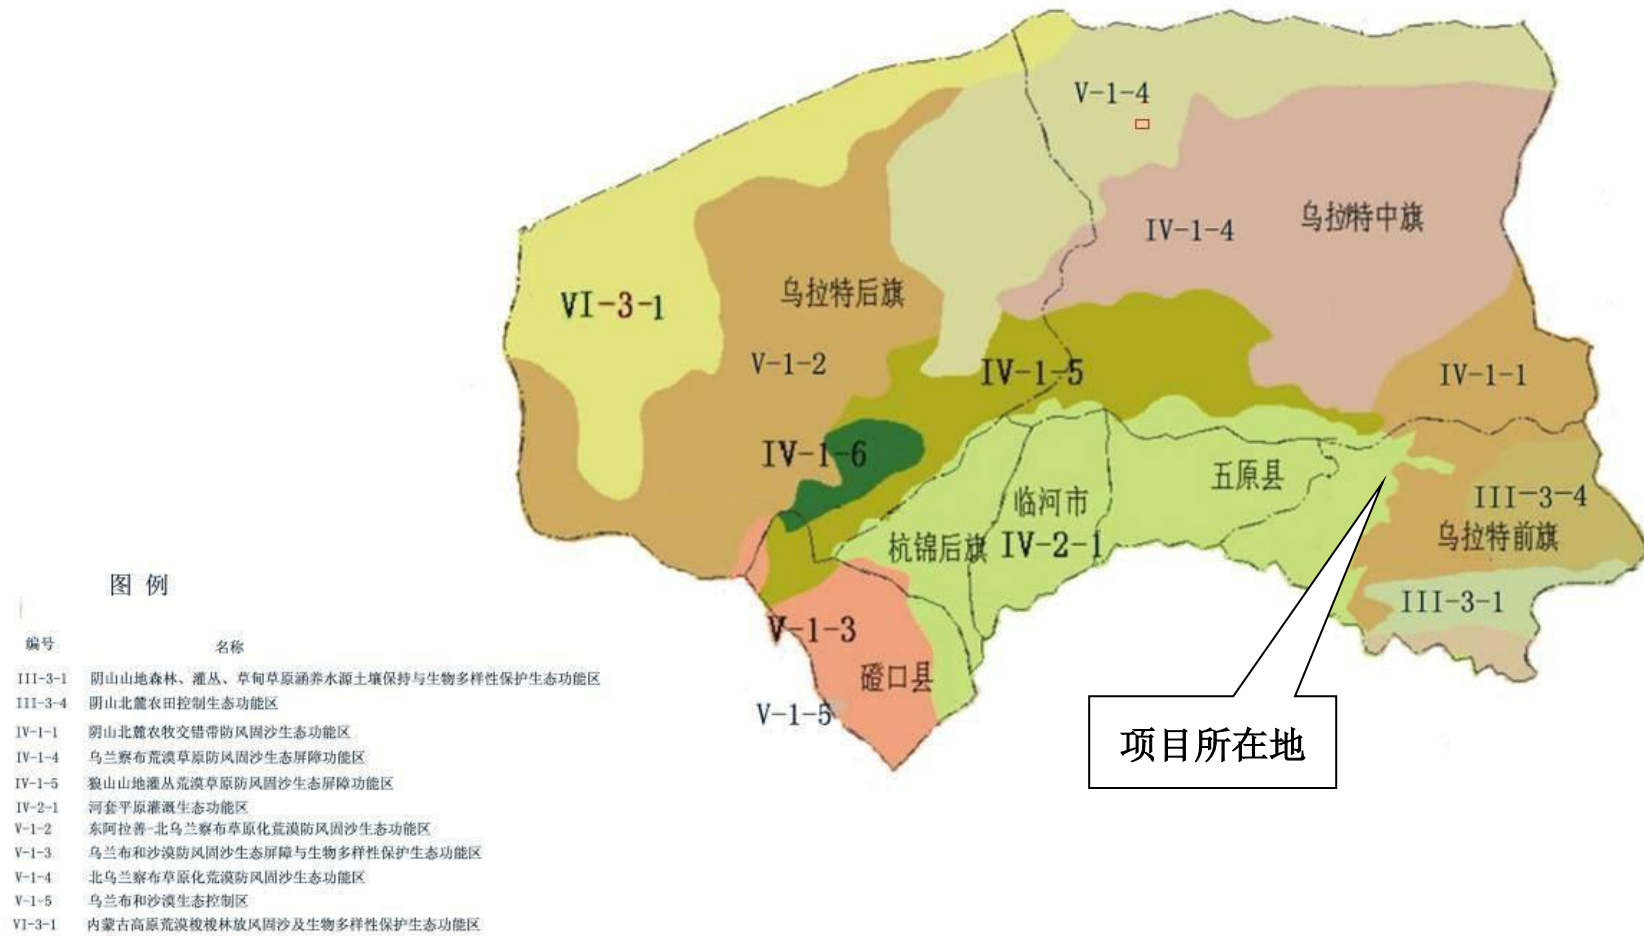 V-1-4
IV-1-4
乌拉特中旗
VI-3-1
乌拉特后旗
V-1-2
IV-1-5
IV-1-1
IV-1-6
五原县
III-3-4
临河市
乌拉特前旗
杭锦后旗
IV-2-1
III-3-1
V-1-3
磴口县
V-1-5
项目所在地
图 例
编号 名称
III-3-1 阴山山地森林、灌丛、草甸草原涵养水源土壤保持与生物多样性保护生态功能区
III-3-4 阴山北麓农田控制生态功能区
IV-1-1 阴山北麓农牧交错带防风固沙生态功能区
IV-1-4 乌兰察布荒漠草原防风固沙生态屏障功能区
IV-1-5 狼山山地灌丛荒漠草原防风固沙生态屏障功能区
IV-2-1 河套平原灌溉生态功能区
V-1-2 东阿拉善-北乌兰察布草原化荒漠防风固沙生态功能区
V-1-3 乌兰布和沙漠防风固沙生态屏障与生物多样性保护生态功能区
V-1-4 北乌兰察布草原化荒漠防风固沙生态功能区
V-1-5 乌兰布和沙漠生态控制区
VI-3-1 内蒙古高原荒漠梭梭林放风固沙及生物多样性保护生态功能区